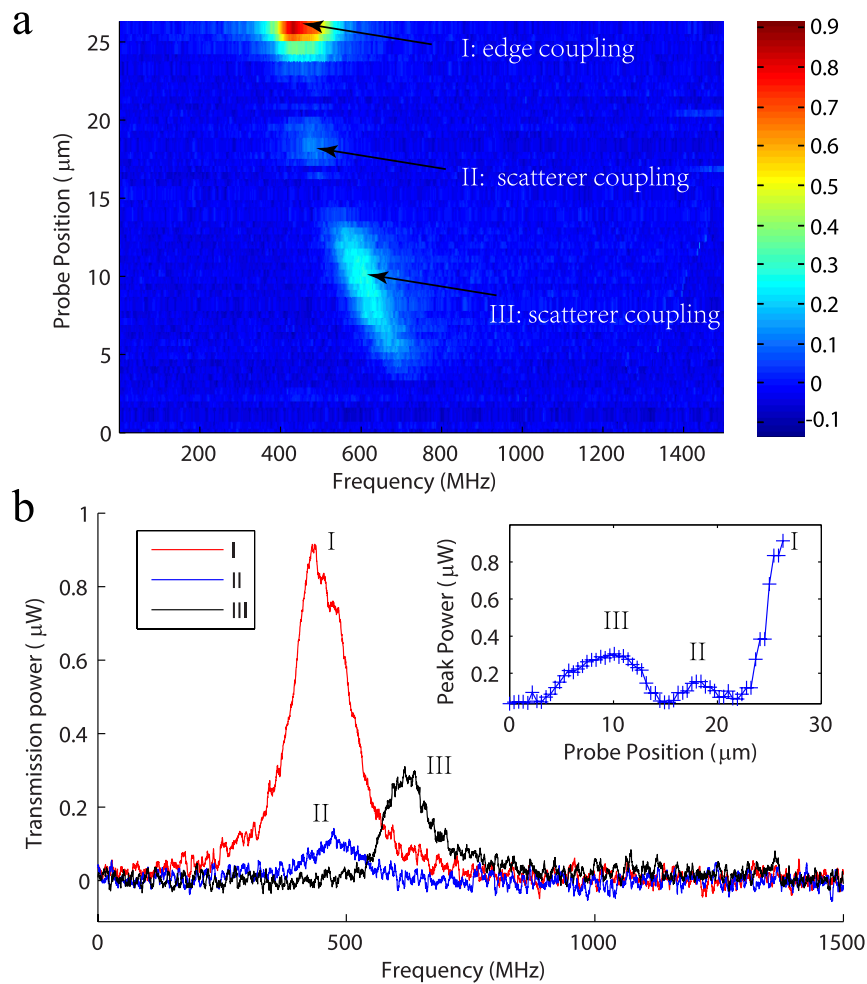 a
25
20
15
10
5
0
Probe Position ( μm)
I: edge coupling
II: scatterer coupling
III: scatterer coupling
200
400
600
800
1000
1200
1400
Frequency (MHz)
0.9
0.8
0.7
0.6
0.5
0.4
0.3
0.2
0.1
0
-0.1
b
1
0.8
0.6
0.4
0.2
0
Transmission power ( μW)
I
II
III
I
II
III
0
500
1000
1500
Frequency (MHz)
0.8
0.6
0.4
0.2
Peak Power ( μW)
III
II
I
0
10
20
30
Probe Position (μm)